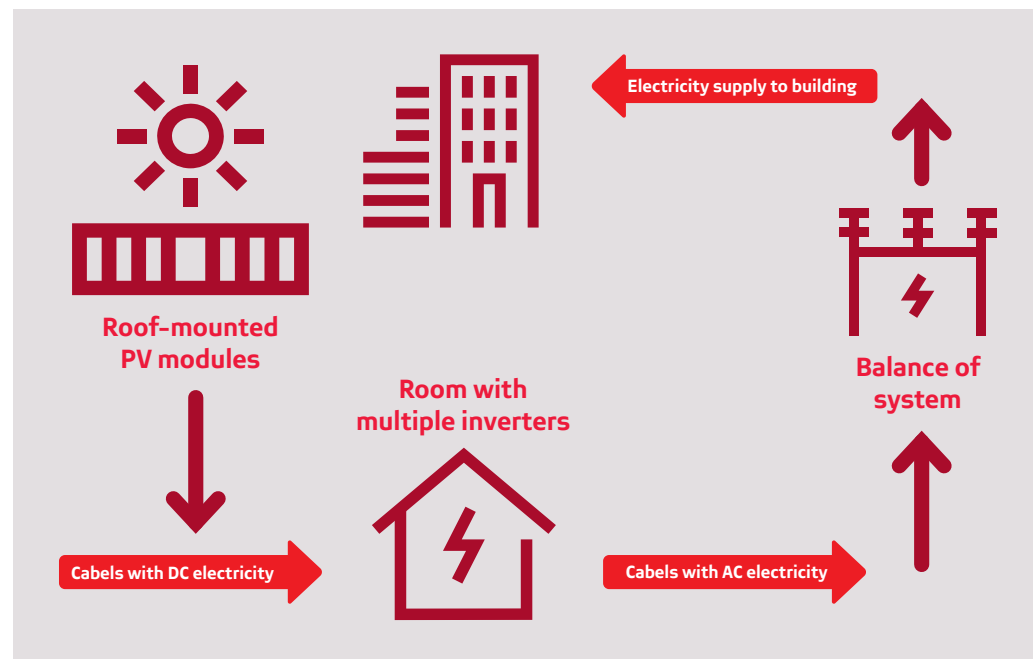 Electricity supply to building
Roof-mounted
PV modules
Room with
multiple inverters
Balance of
system
Cabels with DC electricity
Cabels with AC electricity